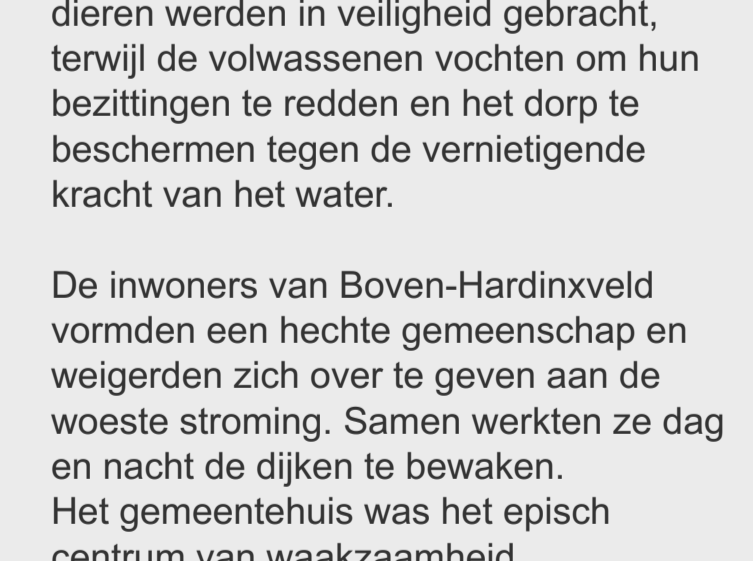 dieren werden in veiligheid gebracht,
terwijl de volwassenen vochten om hun
bezittingen te redden en het dorp te
beschermen tegen de vernietigende
kracht van het water.
De inwoners van Boven-Hardinxveld
vormden een hechte gemeenschap en
weigerden zich over te geven aan de
woeste stroming. Samen werkten ze dag
en nacht de dijken te bewaken.
Het gemeentehuis was het episch
centrum van waakzaamheid